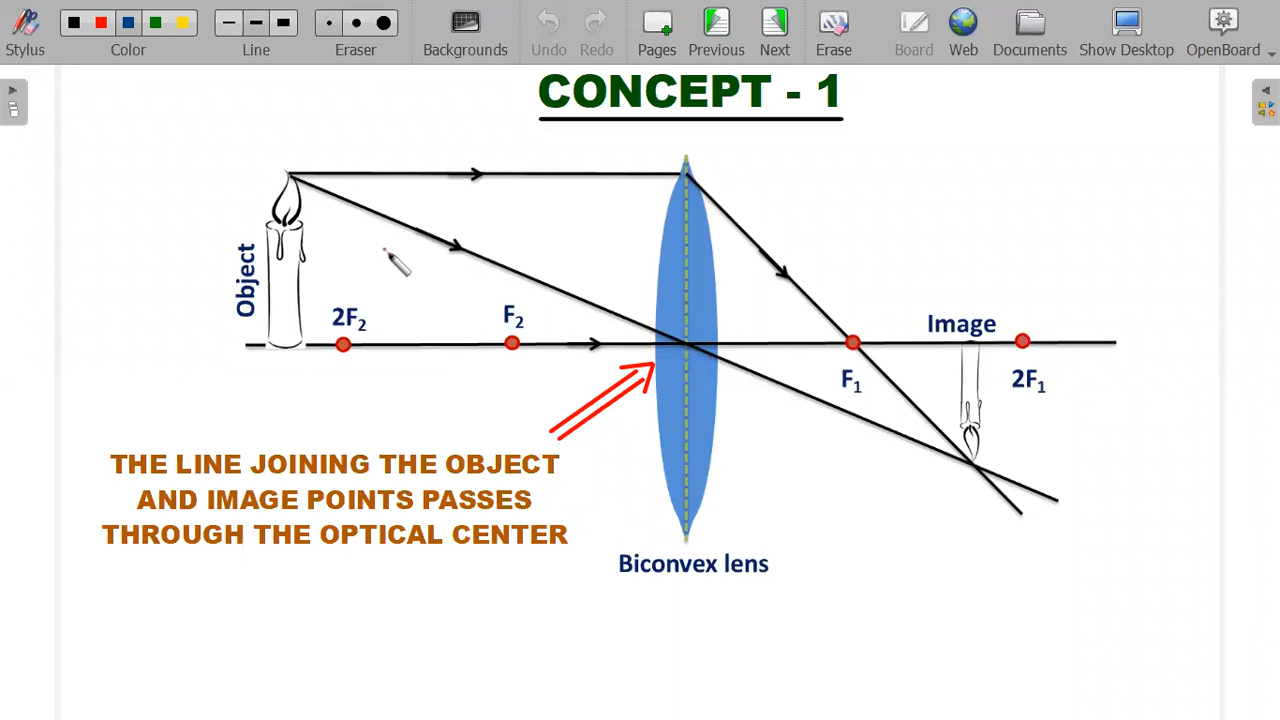 Stylus
Color
Line
Eraser
Backgrounds
Undo
Redo
Pages
Previous
Next
Erase
Board
Web
Documents
Show Desktop
OpenBoard
CONCEPT - 1
Object
2F₂
F₂
Image
F₁
2F₁
THE LINE JOINING THE OBJECT
AND IMAGE POINTS PASSES
THROUGH THE OPTICAL CENTER
Biconvex lens